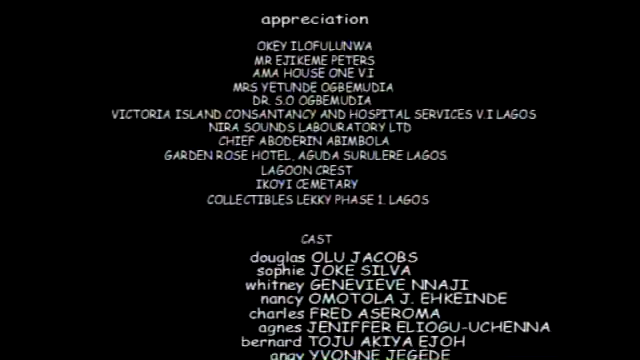 appreciation
OKEY ILOFULUNWA
MR EJIKEME PETERS
AMA HOUSE ONE V.I
MRS YETUNDE OGBEMUDIA
DR. S.O OGBEMUDIA
VICTORIA ISLAND CONSANTANCY AND HOSPITAL SERVICES V.I LAGOS
NIRA SOUNDS LABOURATORY LTD
CHIEF ABODERIN ABIMBOLA
GARDEN ROSE HOTEL, AGUDA SURULERE LAGOS
LAGOON CREST
IKOYI CEMETARY
COLLECTIBLES LEKKY PHASE 1. LAGOS
CAST
douglas OLU JACOBS
sophie JOKE SILVA
whitney GENEVIEVE NNAJI
nancy OMOTOLA J. EHKEINDE
charles FRED ASEROMA
agnes JENIFFER ELIOGU-UCHENNA
bernard TOJU AKIYA EJOH
angy YVONNE JEGEDE